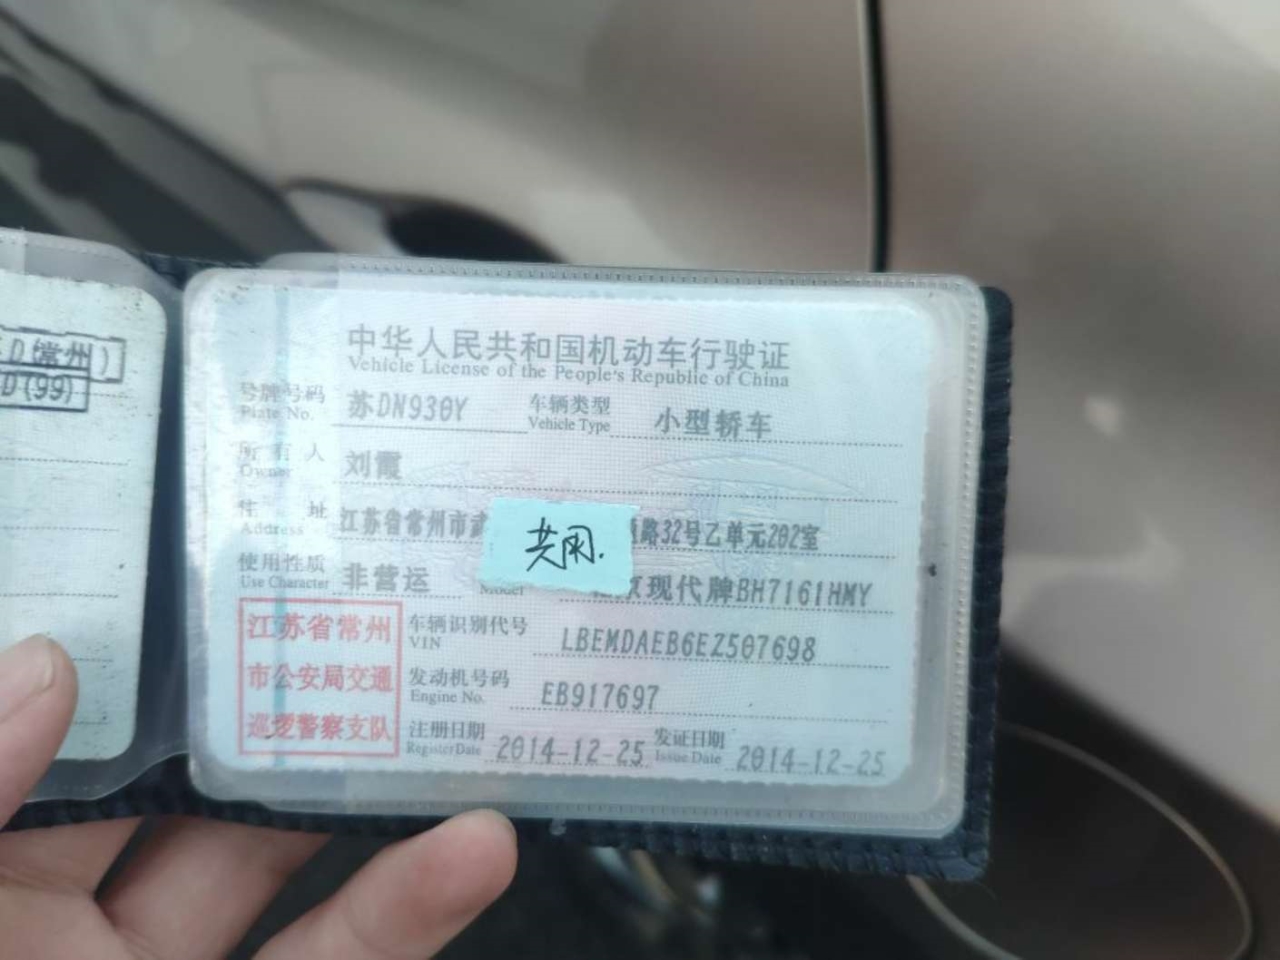 D(常州)
D(99)
中华人民共和国机动车行驶证
Vehicle License of the People's Republic of China
号牌号码 苏DN930Y 车辆类型 小型轿车
Plate No. Vehicle Type
所有人 刘霞
Owner
住址 江苏省常州市武 路32号乙单元202室
Address
共用.
使用性质 非营运 京现代牌BH7161HMY
Use Character Model
江苏省常州
市公安局交通
巡逻警察支队
车辆识别代号 LBEMDAEB6EZ507698
VIN
发动机号码 EB917697
Engine No.
注册日期 2014-12-25 发证日期 2014-12-25
Register Date Issue Date